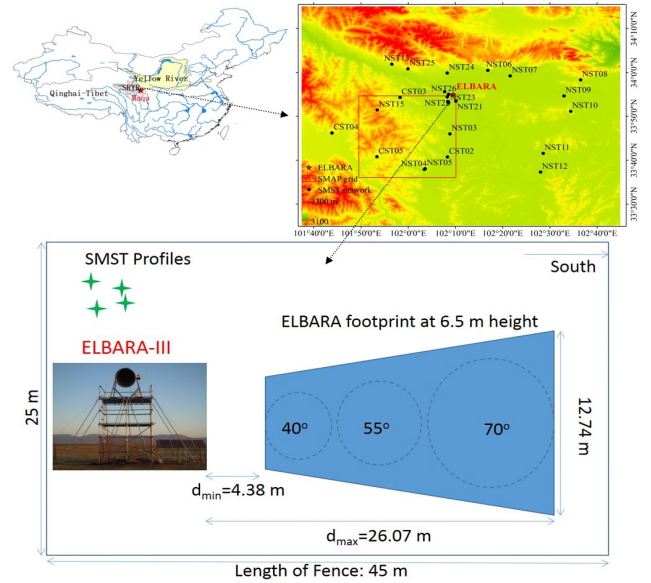 Yellow River
Qinghai-Tibet
SRYR
Maqu
34°10'0"N
34°0'0"N
33°50'0"N
33°40'0"N
33°30'0"N
NST25
NST24
NST06
NST07
NST08
NST09
NST10
CST03
NST15
ELBARA
NST21
CST04
NST03
CST05
CST02
NST04
NST05
NST11
NST12
ELBARA
SMAP grid
SMST network
4300 m
3100
101°40'0"E
101°50'0"E
102°0'0"E
102°10'0"E
102°20'0"E
102°30'0"E
102°40'0"E
SMST Profiles
South
ELBARA-III
ELBARA footprint at 6.5 m height
25 m
40°
55°
70°
12.74 m
dmin=4.38 m
dmax=26.07 m
Length of Fence: 45 m